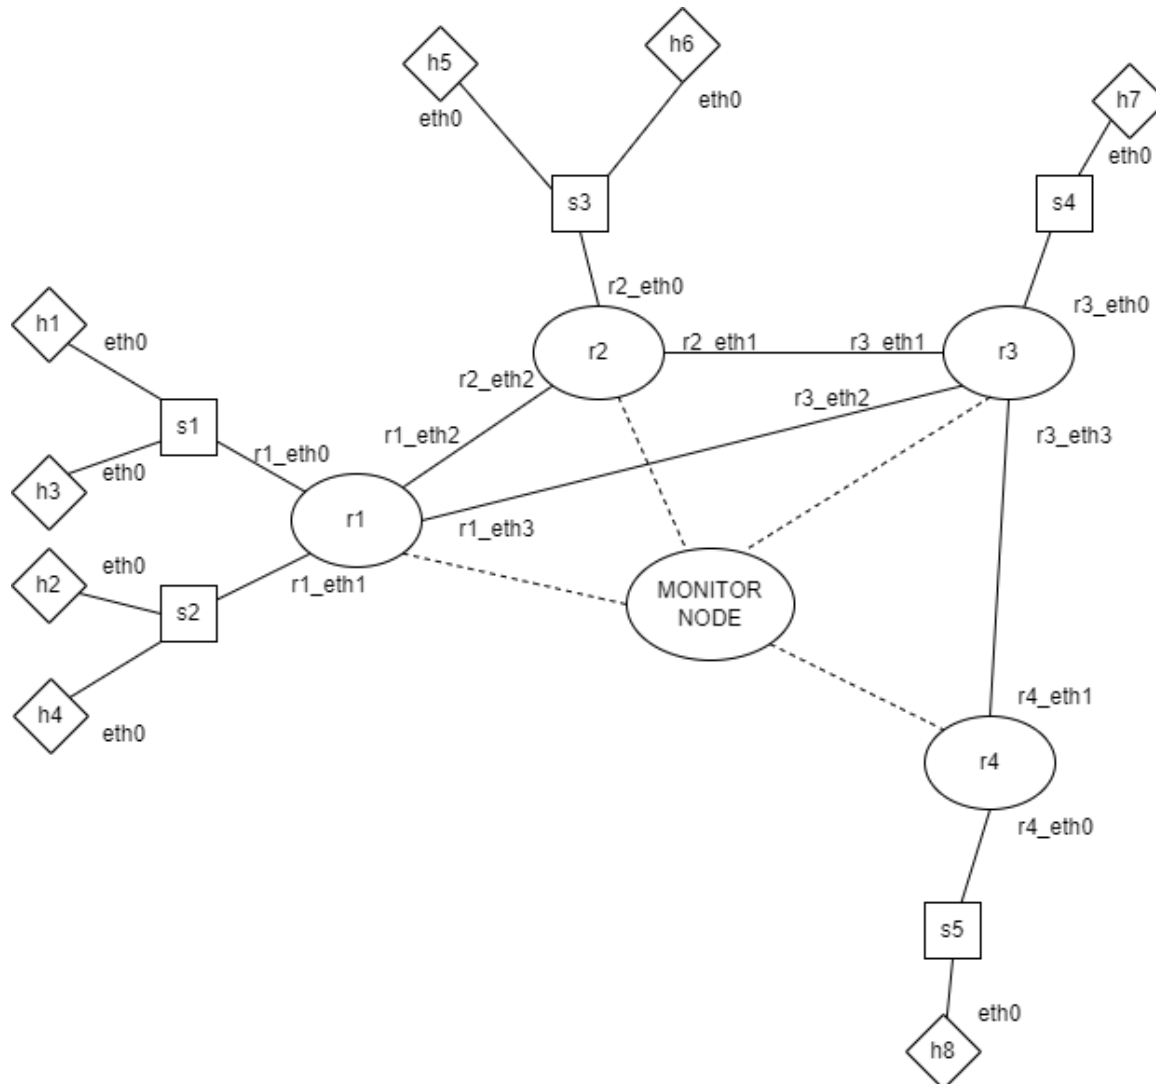 h5
eth0
h6
eth0
h7
eth0
s3
s4
r2_eth0
r3_eth0
h1
eth0
r2
r2_eth1
r3_eth1
r3
r2_eth2
r3_eth2
s1
r1_eth2
r1_eth0
r3_eth3
h3
eth0
r1
r1_eth3
h2
eth0
r1_eth1
s2
MONITOR
NODE
h4
eth0
r4_eth1
r4
r4_eth0
s5
eth0
h8